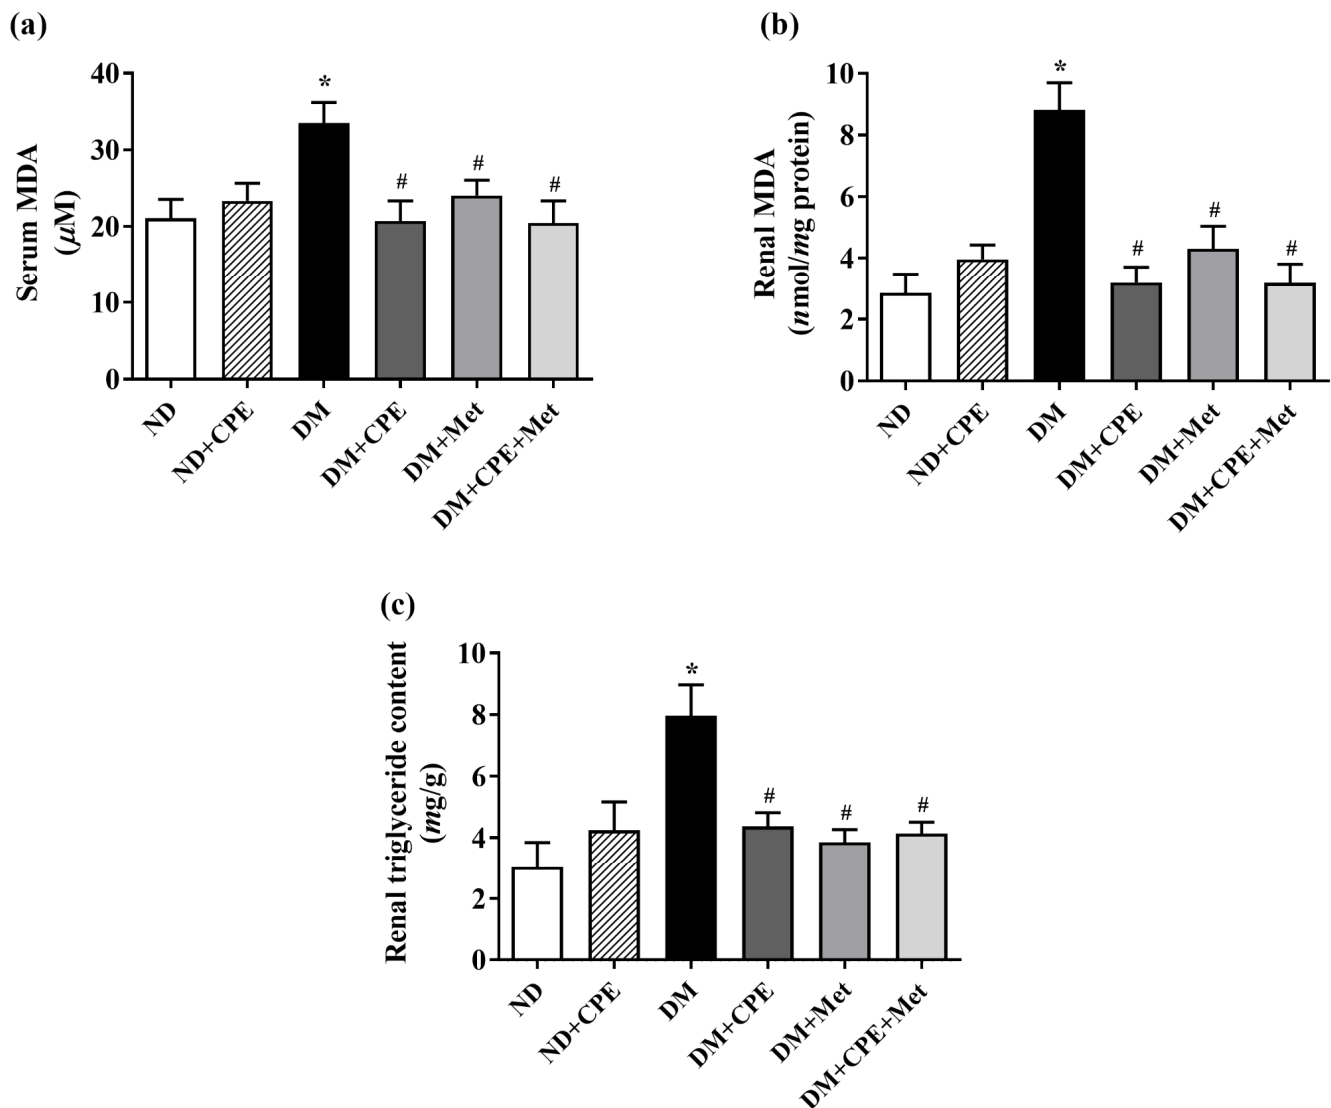 (a)
Serum MDA
(μM)
40
30
20
10
0
*
#
#
#
ND
ND+CPE
DM
DM+CPE
DM+Met
DM+CPE+Met
(b)
Renal MDA
(nmol/mg protein)
10
8
6
4
2
0
*
#
#
#
ND
ND+CPE
DM
DM+CPE
DM+Met
DM+CPE+Met
(c)
Renal triglyceride content
(mg/g)
10
8
6
4
2
0
*
#
#
#
ND
ND+CPE
DM
DM+CPE
DM+Met
DM+CPE+Met